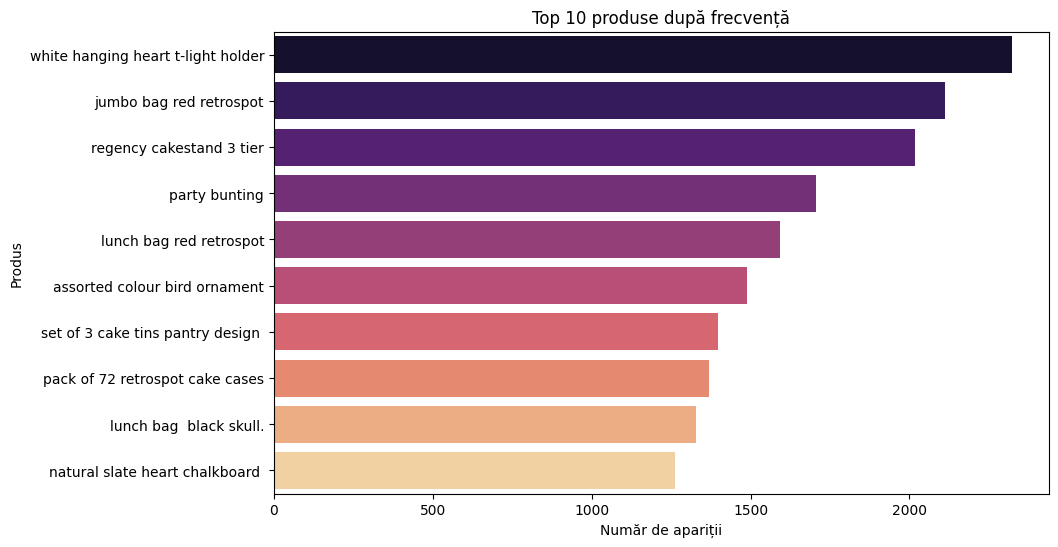 Top 10 produse după frecvență
white hanging heart t-light holder
jumbo bag red retrospot
regency cakestand 3 tier
party bunting
lunch bag red retrospot
assorted colour bird ornament
set of 3 cake tins pantry design
pack of 72 retrospot cake cases
lunch bag  black skull.
natural slate heart chalkboard
Produs
0 500 1000 1500 2000
Număr de apariții